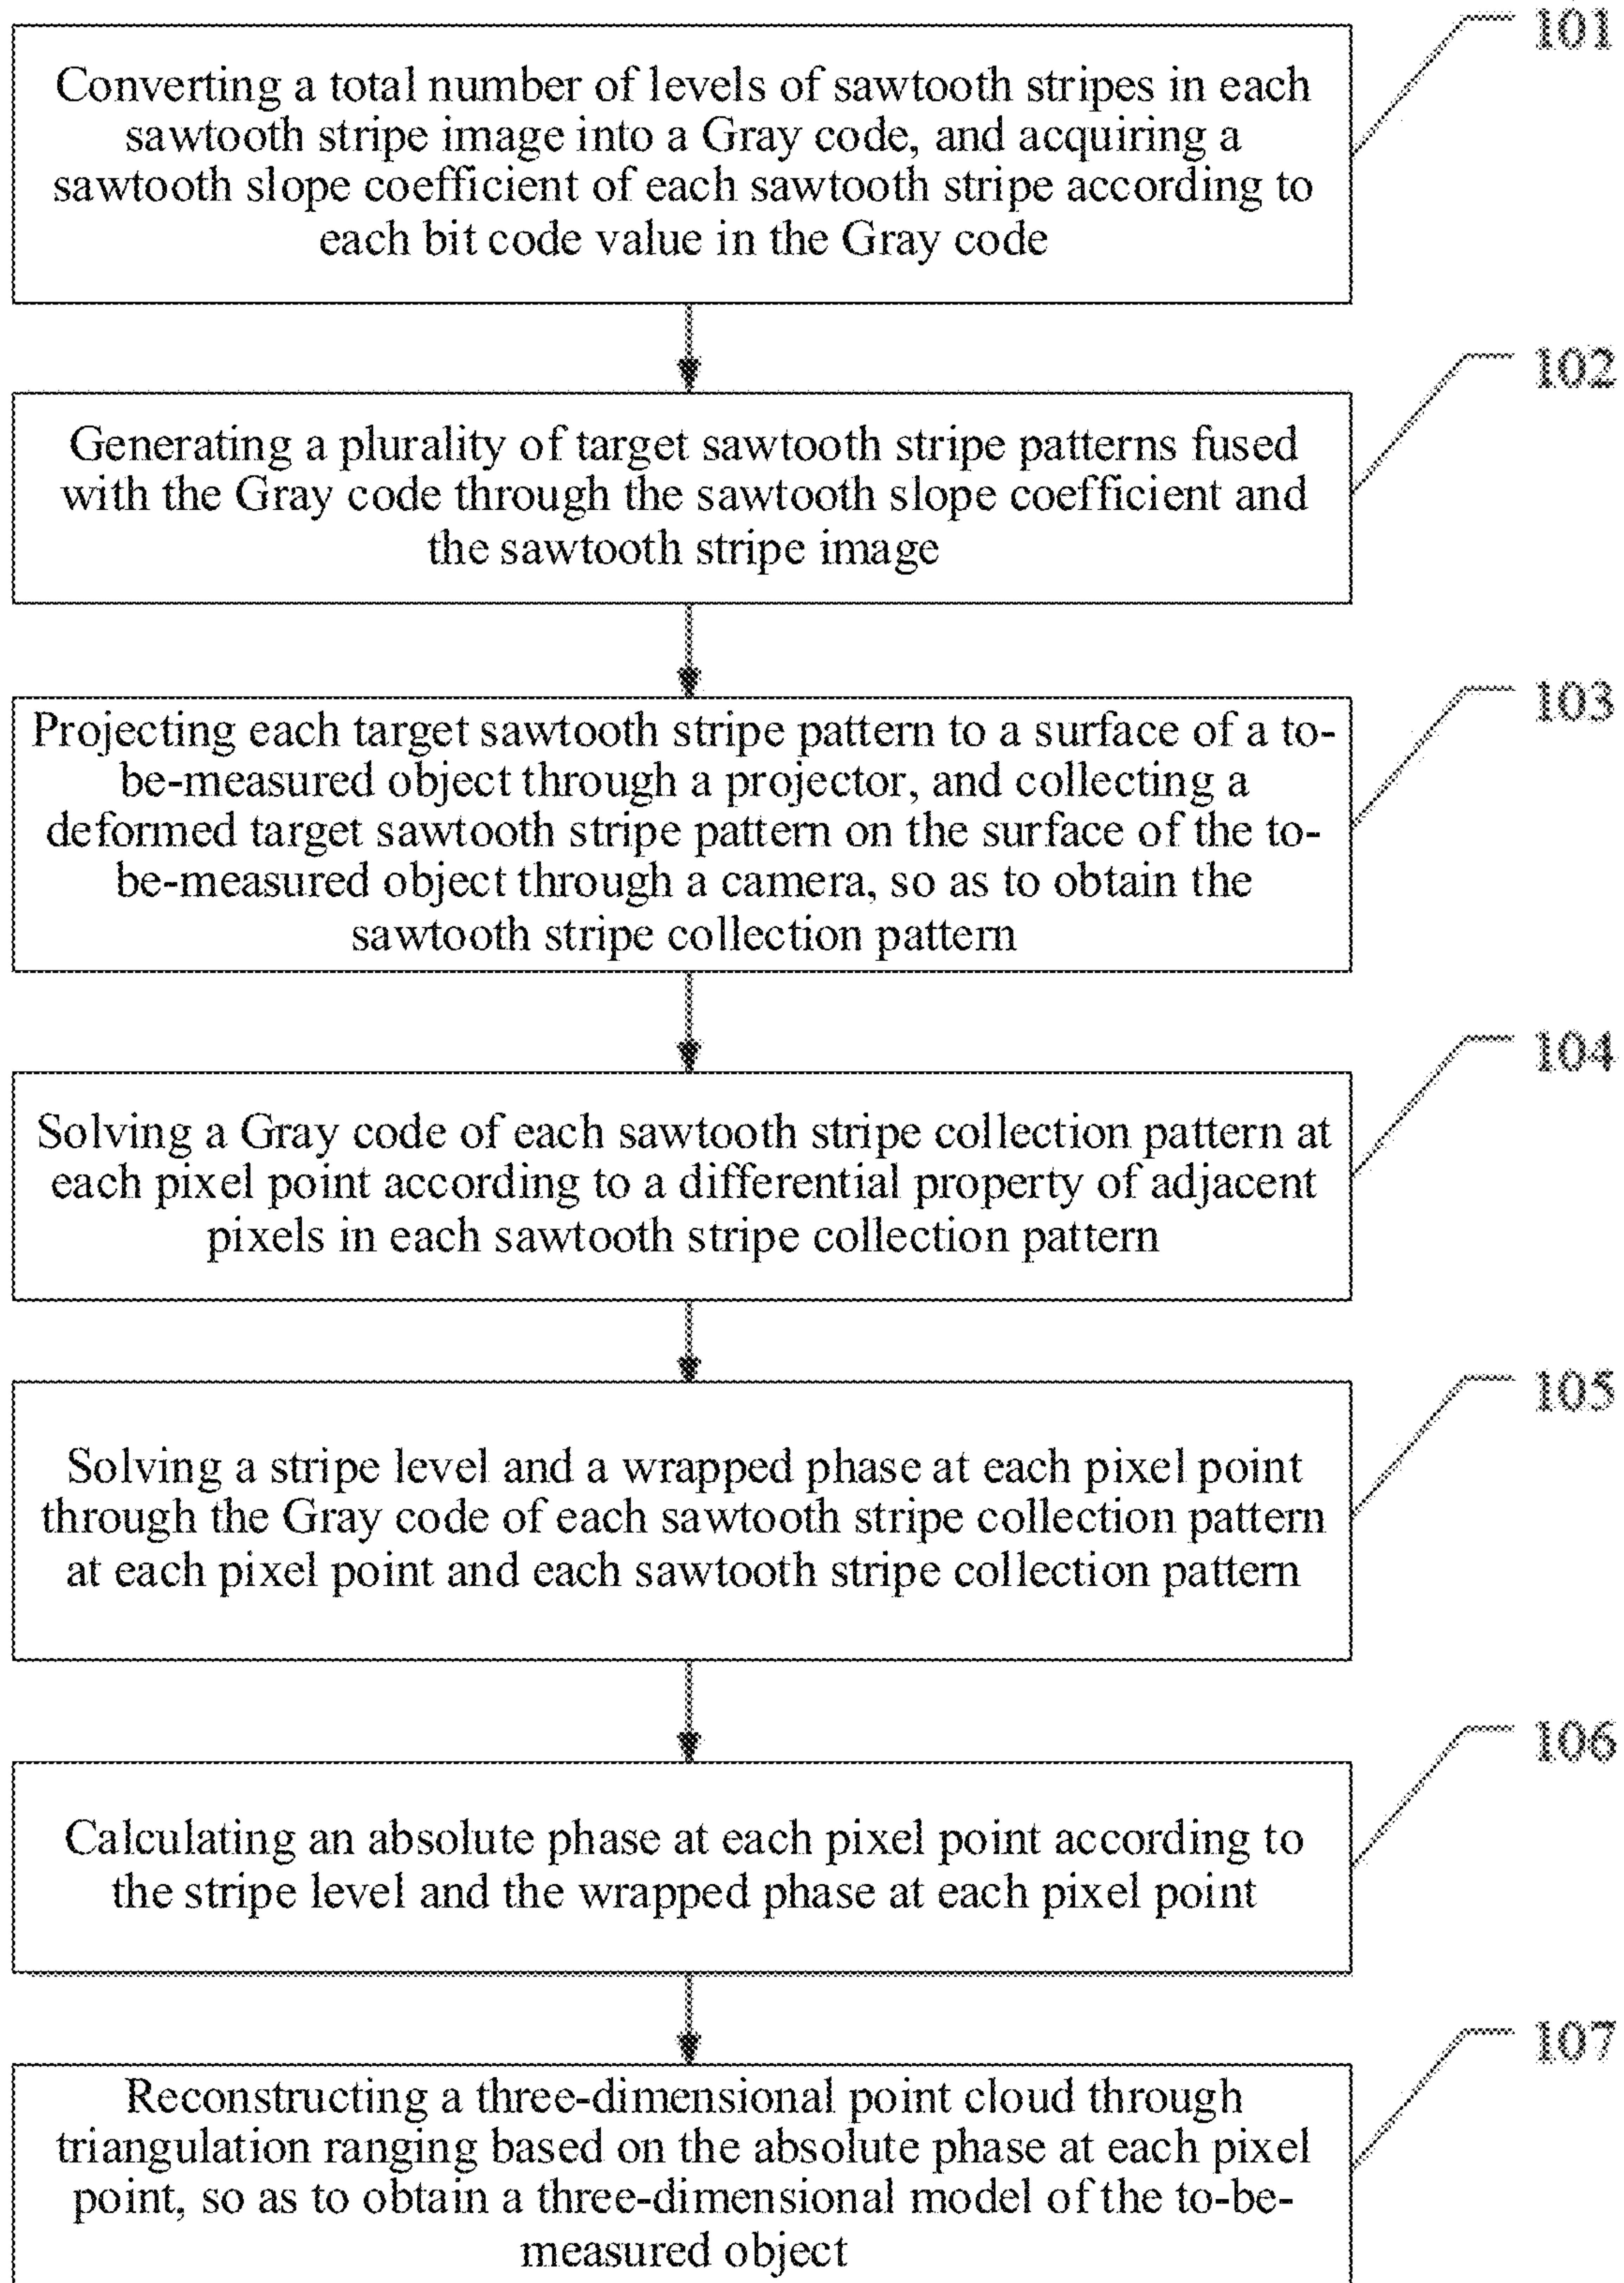 101
Converting a total number of levels of sawtooth stripes in each
sawtooth stripe image into a Gray code, and acquiring a
sawtooth slope coefficient of each sawtooth stripe according to
each bit code value in the Gray code
102
Generating a plurality of target sawtooth stripe patterns fused
with the Gray code through the sawtooth slope coefficient and
the sawtooth stripe image
103
Projecting each target sawtooth stripe pattern to a surface of a to-
be-measured object through a projector, and collecting a
deformed target sawtooth stripe pattern on the surface of the to-
be-measured object through a camera, so as to obtain the
sawtooth stripe collection pattern
104
Solving a Gray code of each sawtooth stripe collection pattern at
each pixel point according to a differential property of adjacent
pixels in each sawtooth stripe collection pattern
105
Solving a stripe level and a wrapped phase at each pixel point
through the Gray code of each sawtooth stripe collection pattern
at each pixel point and each sawtooth stripe collection pattern
106
Calculating an absolute phase at each pixel point according to
the stripe level and the wrapped phase at each pixel point
107
Reconstructing a three-dimensional point cloud through
triangulation ranging based on the absolute phase at each pixel
point, so as to obtain a three-dimensional model of the to-be-
measured object